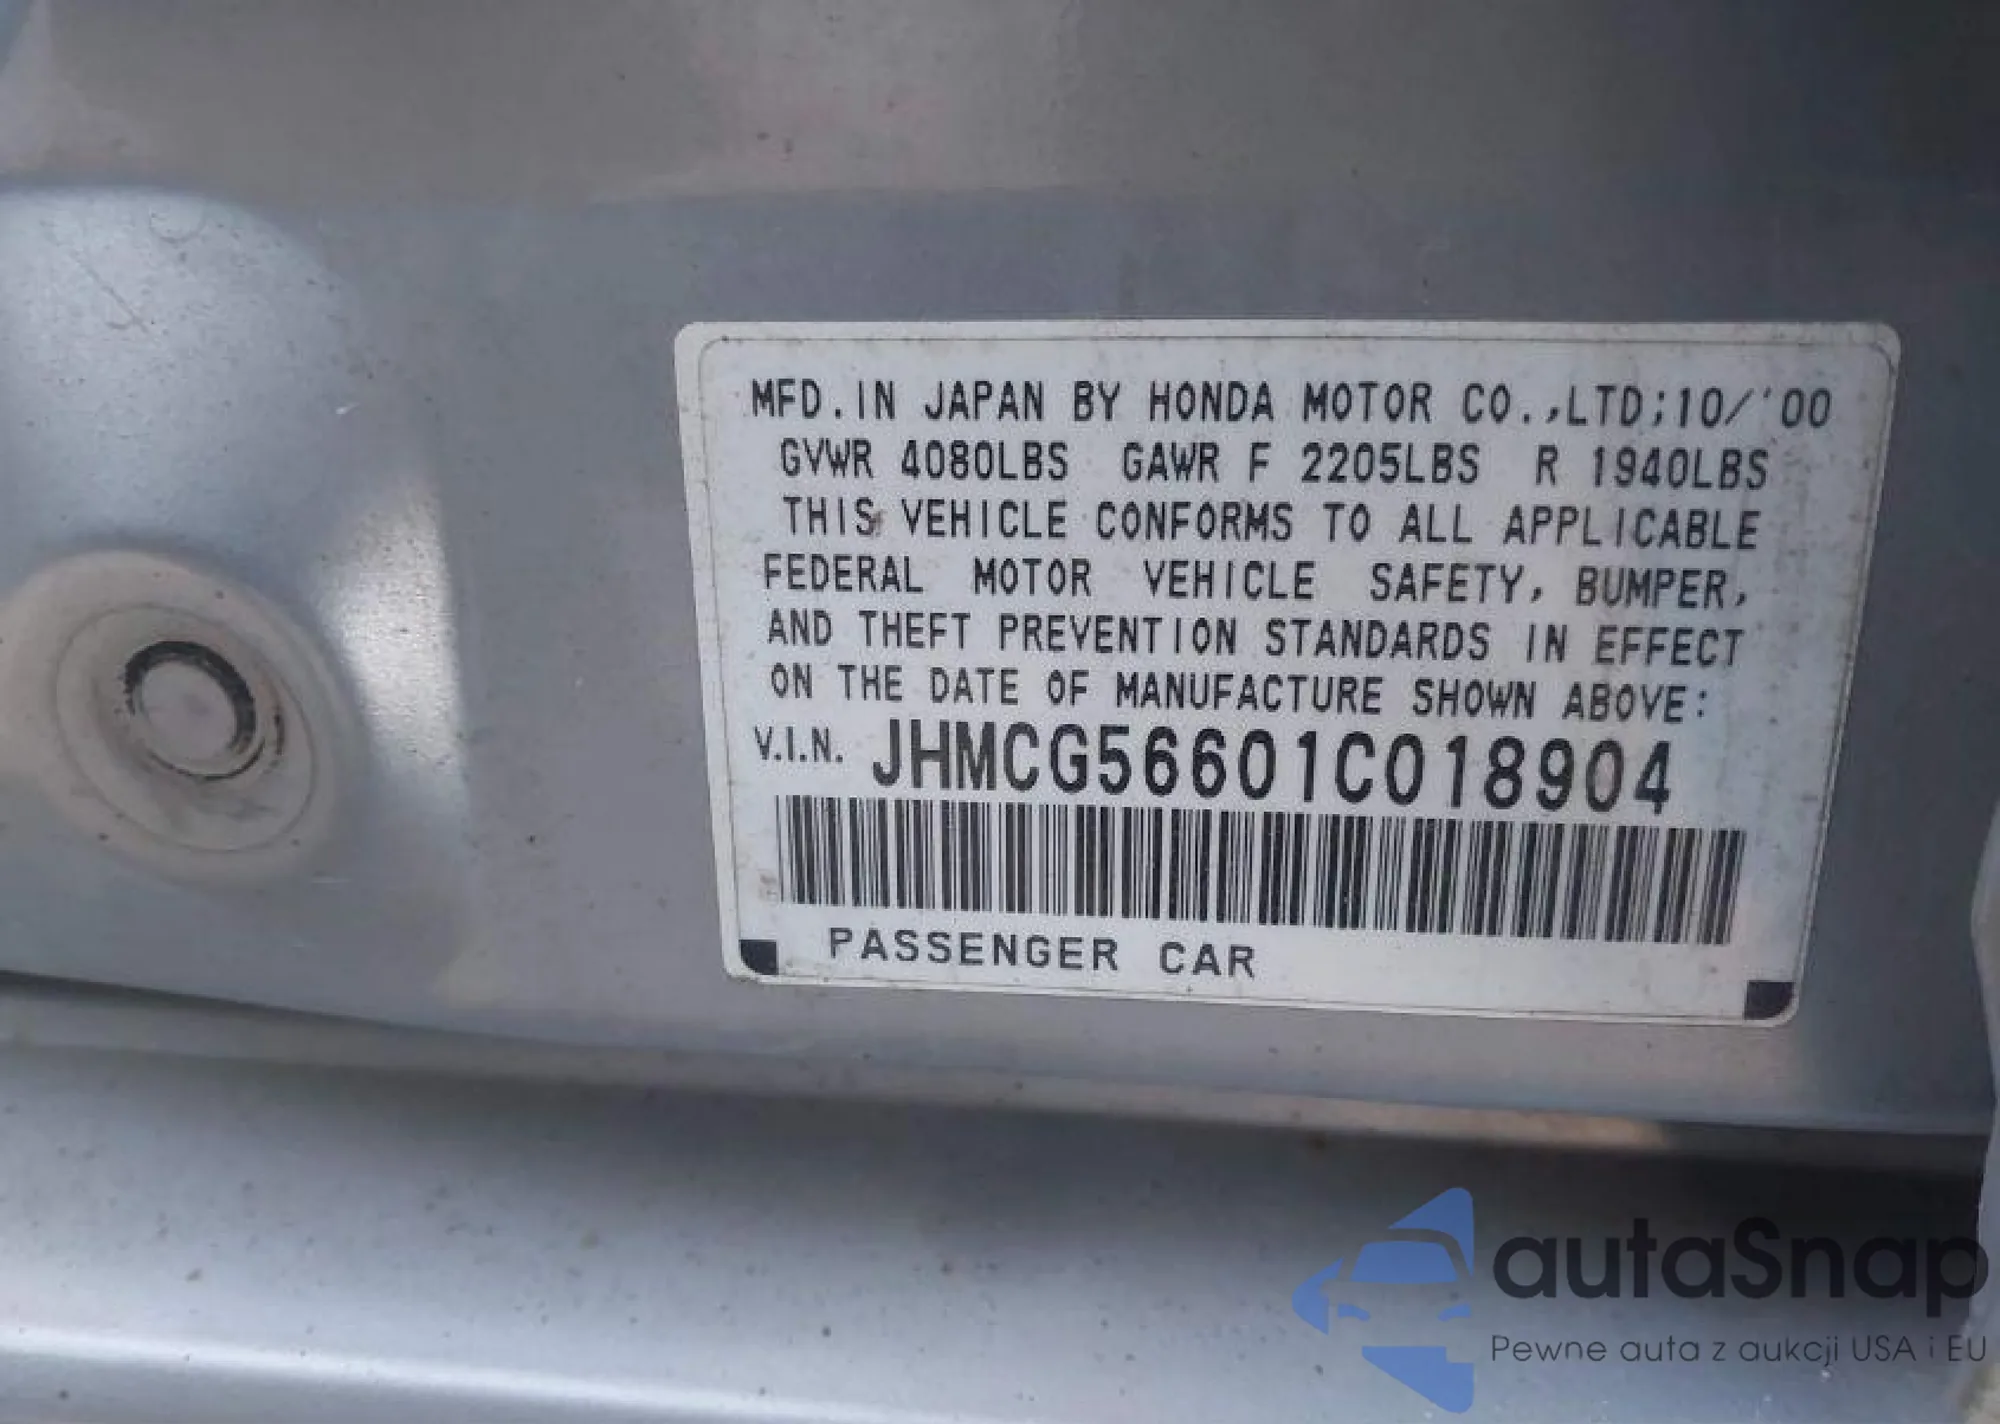 MFD.IN JAPAN BY HONDA MOTOR CO.,LTD;10/'00
GVWR 4080LBS GAWR F 2205LBS R 1940LBS
THIS VEHICLE CONFORMS TO ALL APPLICABLE
FEDERAL MOTOR VEHICLE SAFETY, BUMPER,
AND THEFT PREVENTION STANDARDS IN EFFECT
ON THE DATE OF MANUFACTURE SHOWN ABOVE:
V.I.N. JHMCG56601C018904
PASSENGER CAR
autaSnap
Pewne auta z aukcji USA i EU